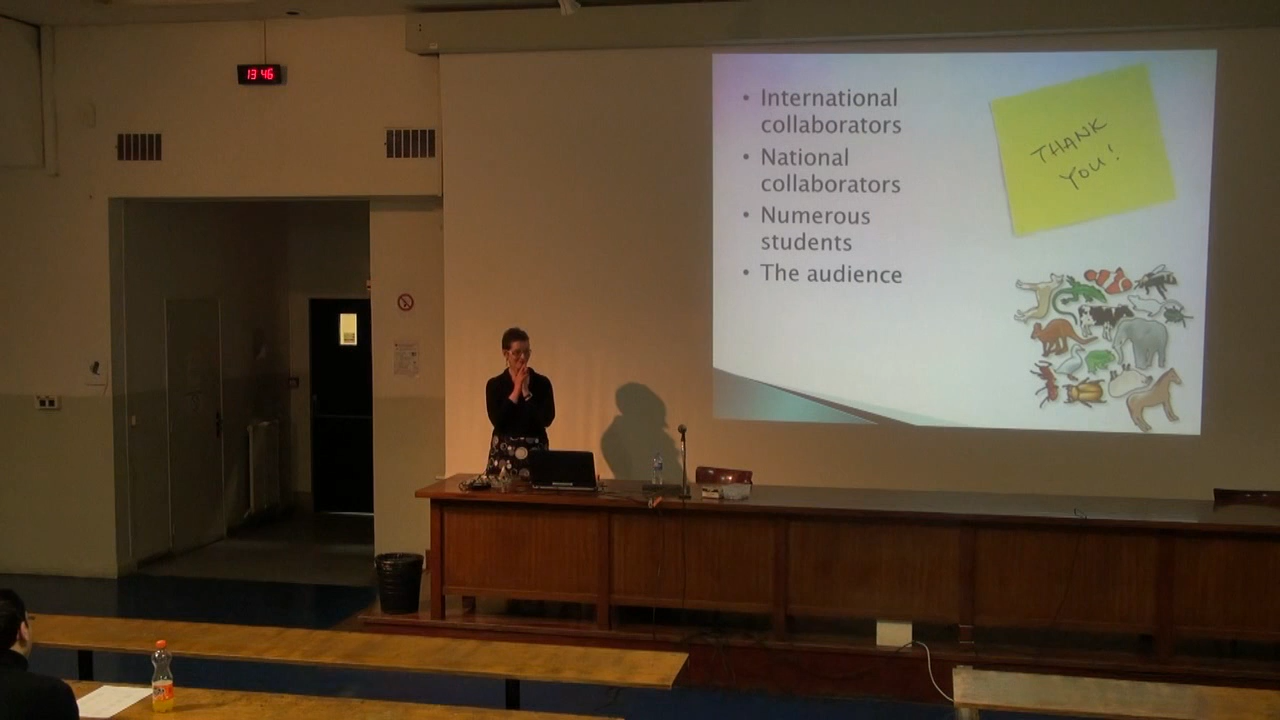 13 46
• International
collaborators
• National
collaborators
• Numerous
students
• The audience
THANK
YOU!